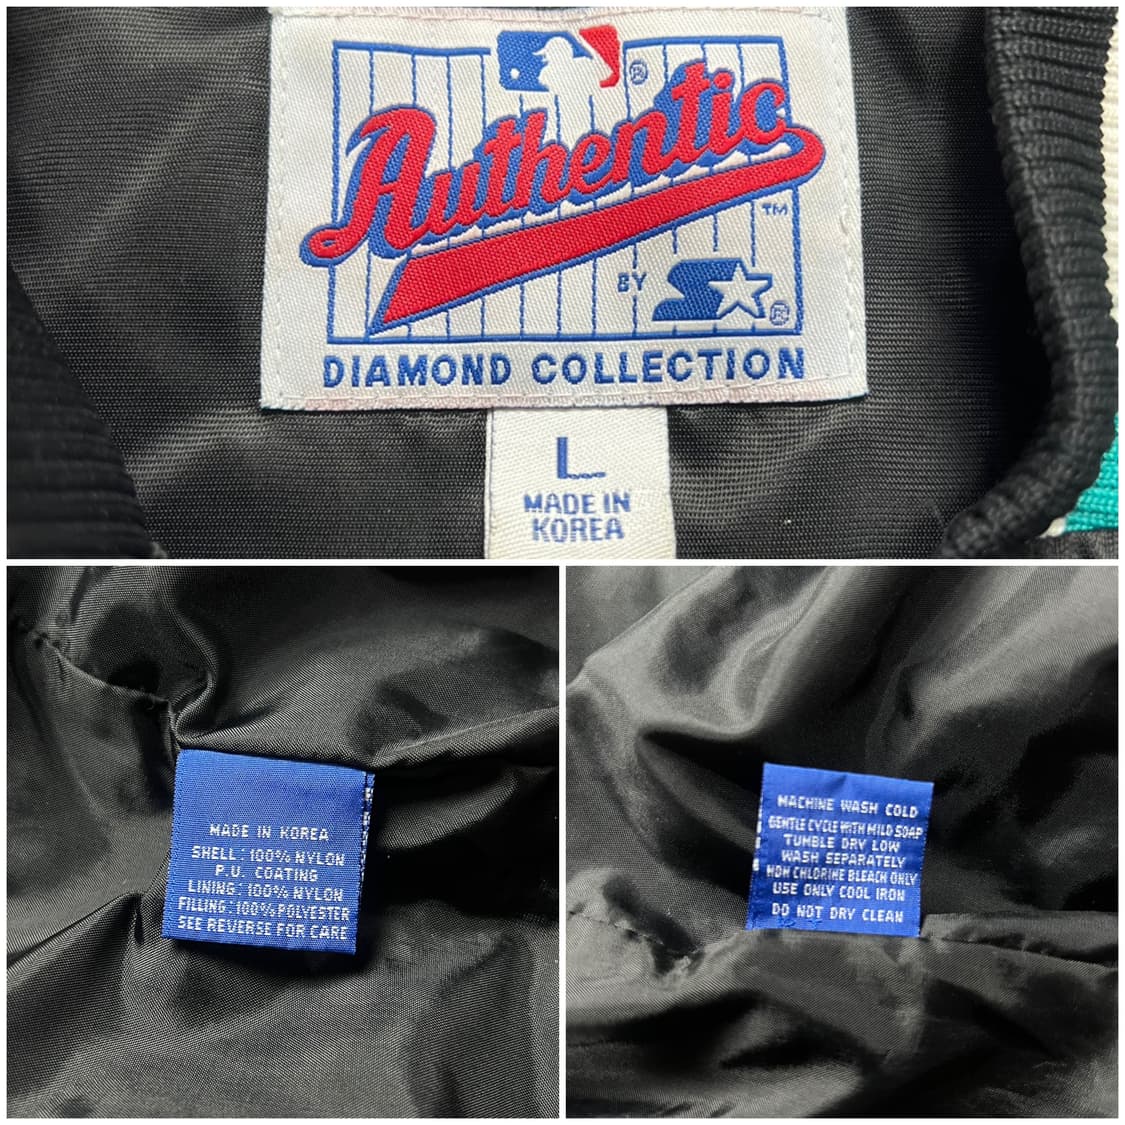 Authentic
®
TM
BY
S
®
DIAMOND COLLECTION
L
MADE IN
KOREA
MADE IN KOREA
SHELL: 100% NYLON
P.U. COATING
LINING: 100% NYLON
FILLING: 100% POLYESTER
SEE REVERSE FOR CARE
MACHINE WASH COLD
GENTLE CYCLE WITH MILD SOAP
TUMBLE DRY LOW
WASH SEPARATELY
NON CHLORINE BLEACH ONLY
USE ONLY COOL IRON
DO NOT DRY CLEAN